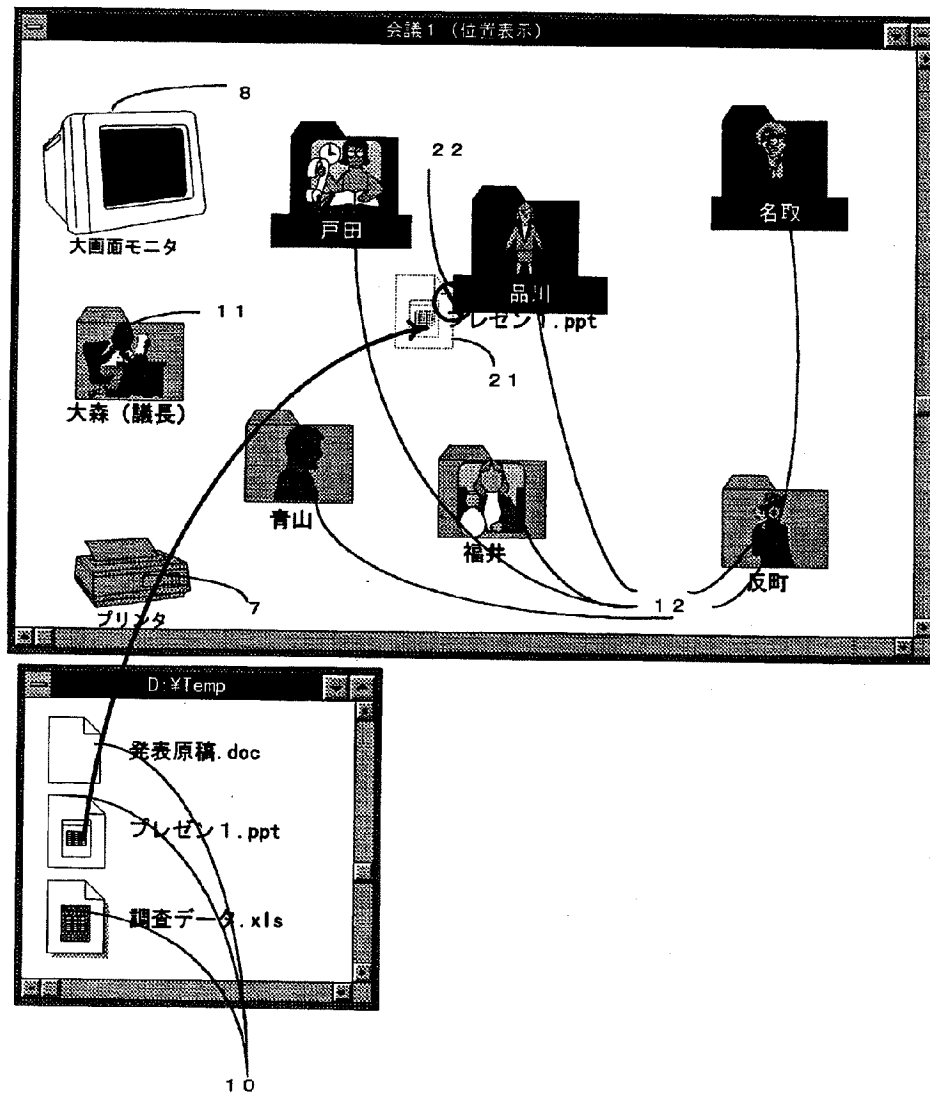 会議1 (位置表示)
8
22
戸田
名取
大画面モニタ
品川
プレゼン1.ppt
11
21
大森 (議長)
青山
福井
反町
12
7
プリンタ
D:¥Temp
発表原稿.doc
プレゼン1.ppt
調査データ.xls
10